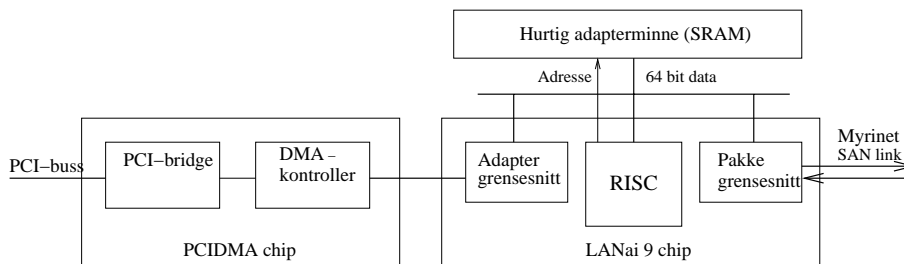 Hurtig adapterminne (SRAM)
Adresse
64 bit data
PCI-buss
PCI-bridge
DMA-
kontroller
Adapter
grensesnitt
RISC
Pakke
grensesnitt
Myrinet
SAN link
PCIDMA chip
LANai 9 chip